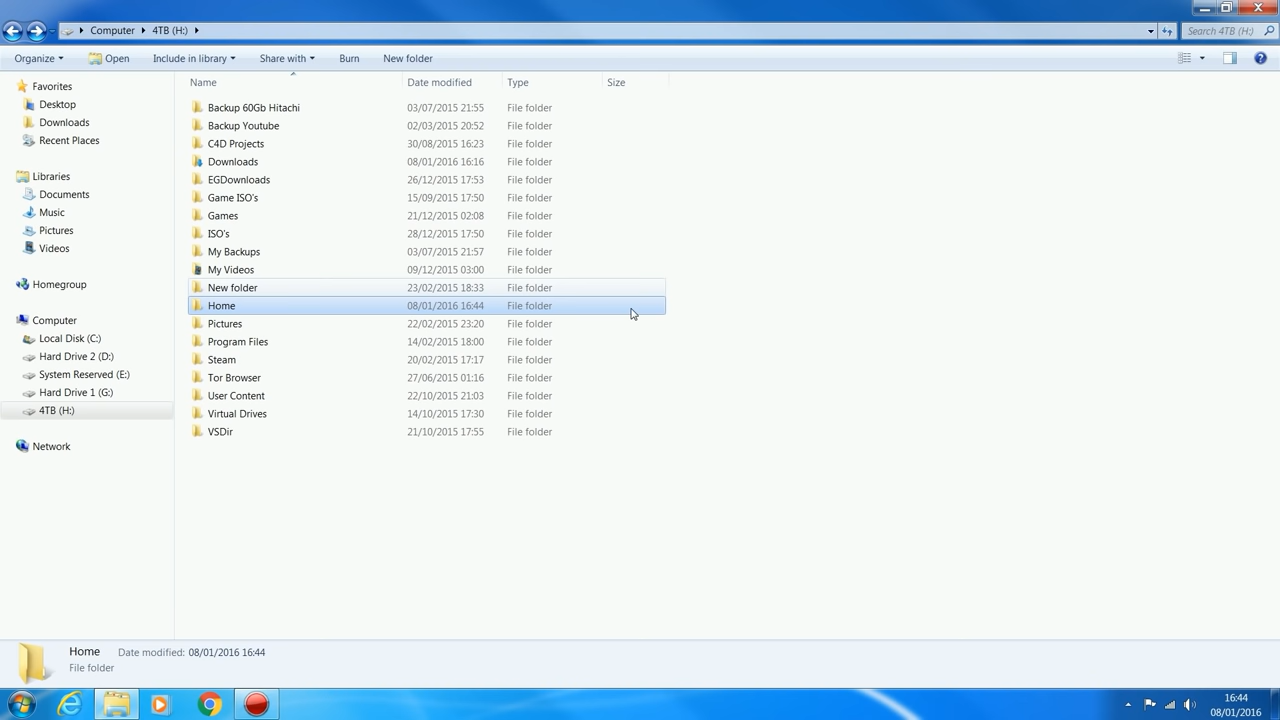 Computer 4TB (H:) Search 4TB (H:)
Organize Open Include in library Share with Burn New folder
Favorites
Desktop
Downloads
Recent Places
Libraries
Documents
Music
Pictures
Videos
Homegroup
Computer
Local Disk (C:)
Hard Drive 2 (D:)
System Reserved (E:)
Hard Drive 1 (G:)
4TB (H:)
Network
Name Date modified Type Size
Backup 60Gb Hitachi 03/07/2015 21:55 File folder
Backup Youtube 02/03/2015 20:52 File folder
C4D Projects 30/08/2015 16:23 File folder
Downloads 08/01/2016 16:16 File folder
EGDownloads 26/12/2015 17:53 File folder
Game ISO's 15/09/2015 17:50 File folder
Games 21/12/2015 02:08 File folder
ISO's 28/12/2015 17:50 File folder
My Backups 03/07/2015 21:57 File folder
My Videos 09/12/2015 03:00 File folder
New folder 23/02/2015 18:33 File folder
Home 08/01/2016 16:44 File folder
Pictures 22/02/2015 23:20 File folder
Program Files 14/02/2015 18:00 File folder
Steam 20/02/2015 17:17 File folder
Tor Browser 27/06/2015 01:16 File folder
User Content 22/10/2015 21:03 File folder
Virtual Drives 14/10/2015 17:30 File folder
VSDir 21/10/2015 17:55 File folder
Home Date modified: 08/01/2016 16:44
File folder
16:44
08/01/2016